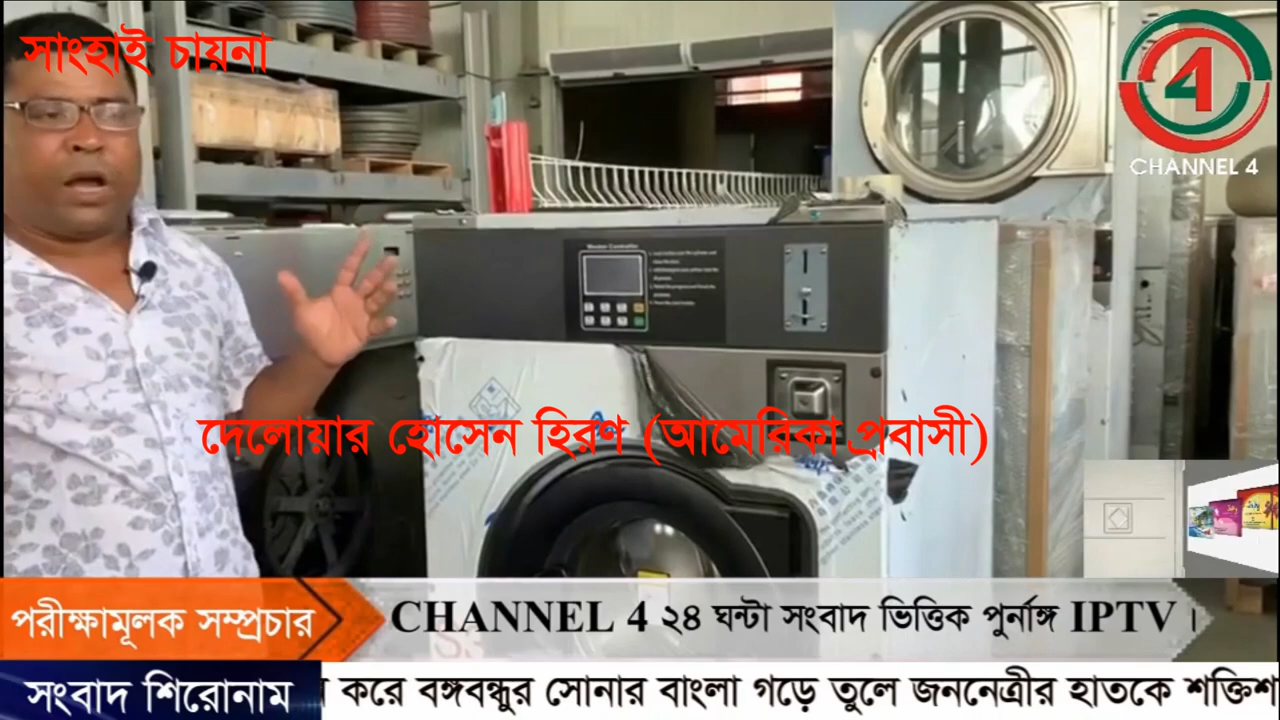 সাংহাই চায়না
4
CHANNEL 4
দেলোয়ার হোসেন হিরণ (আমেরিকা প্রবাসী)
পরীক্ষামূলক সম্প্রচার
CHANNEL 4 ২৪ ঘন্টা সংবাদ ভিত্তিক পুর্নাঙ্গ IPTV।
সংবাদ শিরোনাম
করে বঙ্গবন্ধুর সোনার বাংলা গড়ে তুলে জননেত্রীর হাতকে শক্তিশ